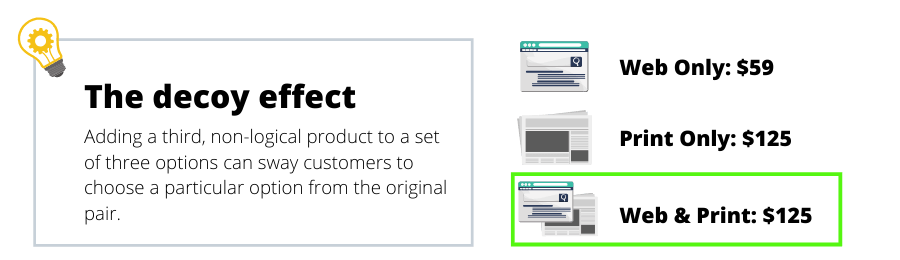 The decoy effect
Adding a third, non-logical product to a set
of three options can sway customers to
choose a particular option from the original
pair.
Web Only: $59
Print Only: $125
Web & Print: $125